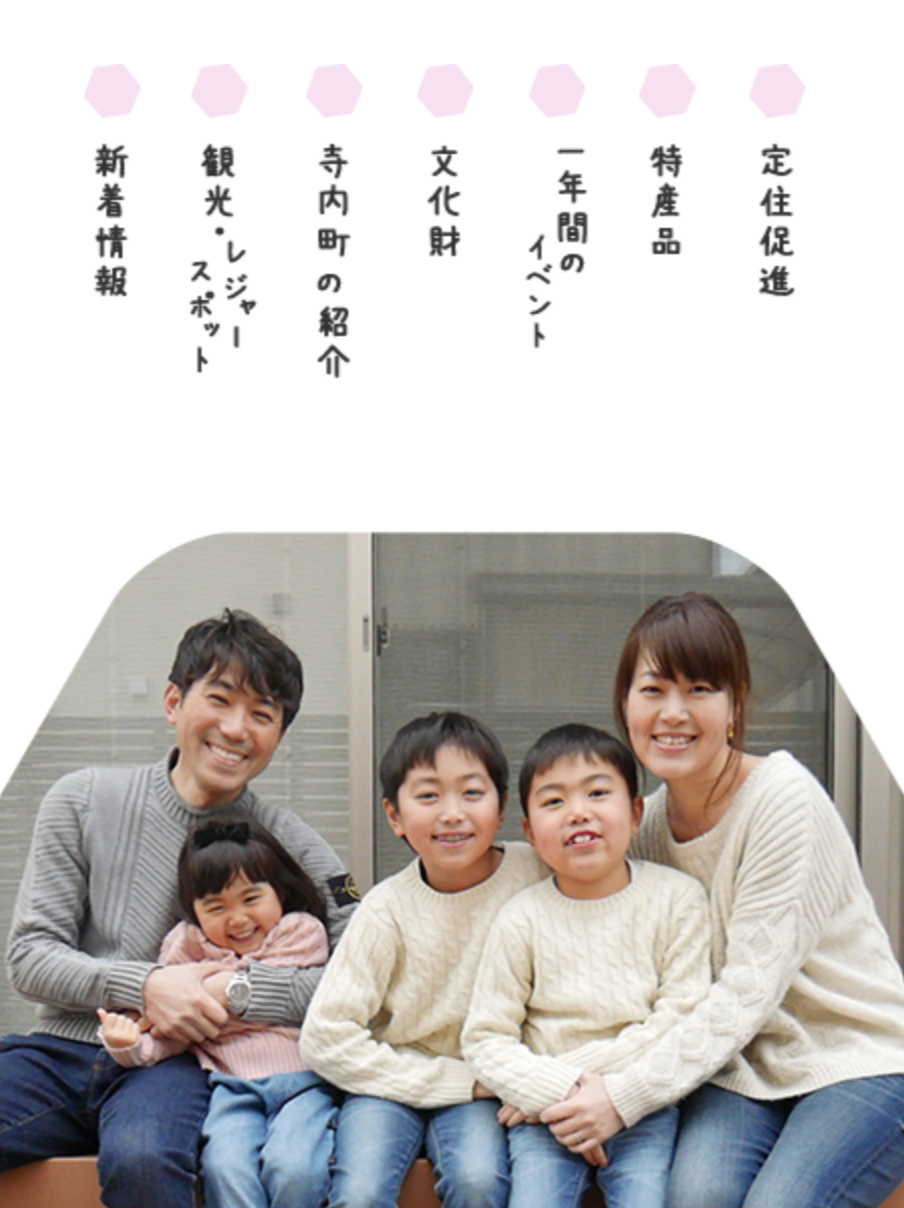 定住促進
特産品
一年間の
イベント
文化財
寺内町の紹介
観光・レジャー
スポット
新着情報